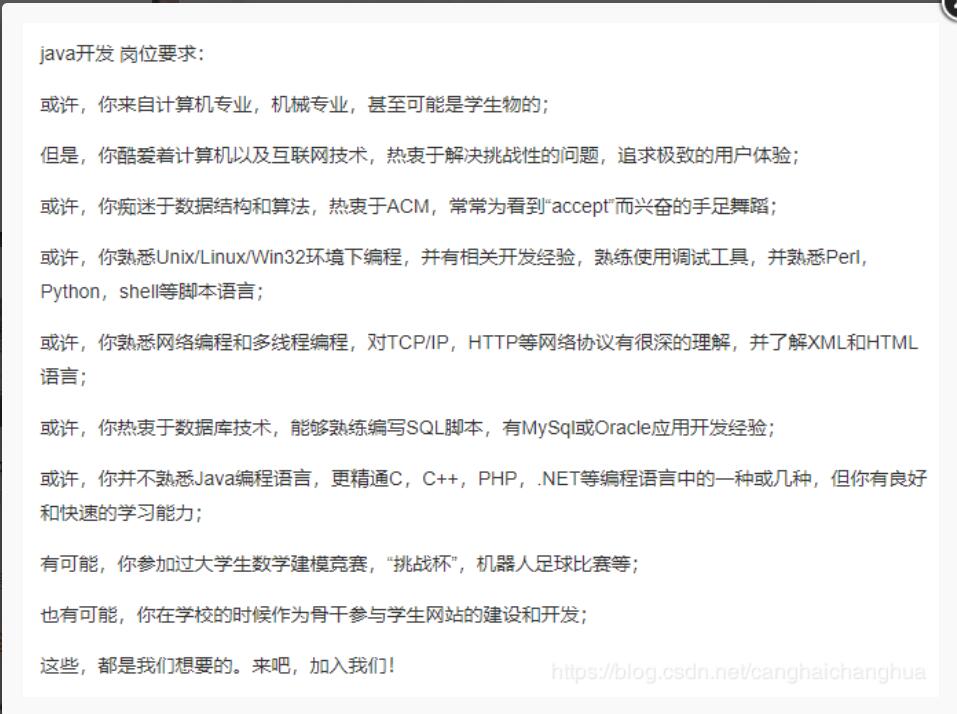 java开发 岗位要求：
或许，你来自计算机专业，机械专业，甚至可能是学生物的；
但是，你酷爱着计算机以及互联网技术，热衷于解决挑战性的问题，追求极致的用户体验；
或许，你痴迷于数据结构和算法，热衷于ACM，常常为看到“accept”而兴奋的手足舞蹈；
或许，你熟悉Unix/Linux/Win32环境下编程，并有相关开发经验，熟练使用调试工具，并熟悉Perl，
Python，shell等脚本语言；
或许，你熟悉网络编程和多线程编程，对TCP/IP，HTTP等网络协议有很深的理解，并了解XML和HTML
语言；
或许，你热衷于数据库技术，能够熟练编写SQL脚本，有MySql或Oracle应用开发经验；
或许，你并不熟悉Java编程语言，更精通C，C++，PHP，.NET等编程语言中的一种或几种，但你有良好
和快速的学习能力；
有可能，你参加过大学生数学建模竞赛，“挑战杯”，机器人足球比赛等；
也有可能，你在学校的时候作为骨干参与学生网站的建设和开发；
这些，都是我们想要的。来吧，加入我们！
https://blog.csdn.net/canghaichanghua